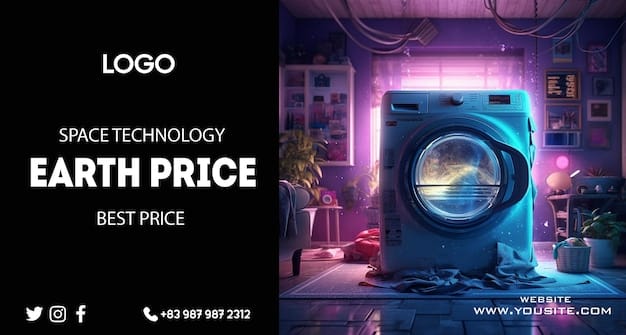 LOGO
SPACE TECHNOLOGY
EARTH PRICE
BEST PRICE
+83 987 987 2312
WEBSITE
WWW.YOUSITE.COM